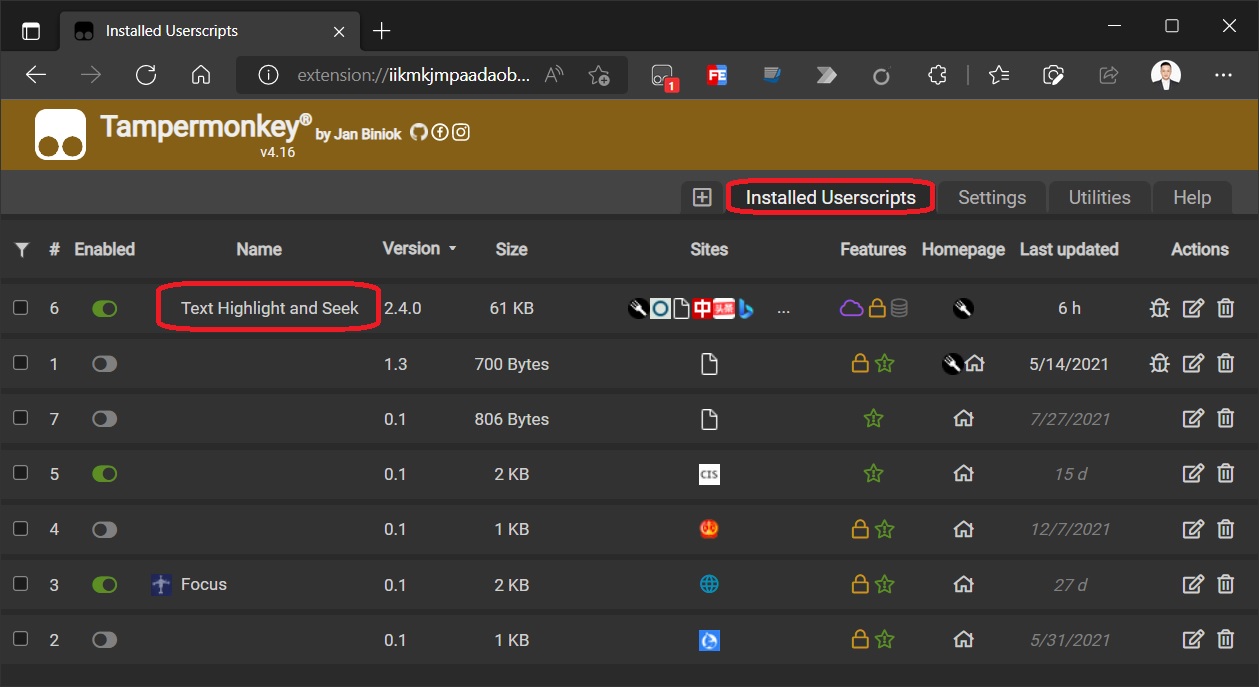 Installed Userscripts
extension://iikmkjmpaadaob...
1
FE
Tampermonkey® by Jan Biniok
v4.16
Installed Userscripts Settings Utilities Help
# Enabled Name Version Size Sites Features Homepage Last updated Actions
6 Text Highlight and Seek 2.4.0 61 KB 中 头条 ... 6 h
1 1.3 700 Bytes 5/14/2021
7 0.1 806 Bytes 7/27/2021
5 0.1 2 KB CIS 15 d
4 0.1 1 KB 12/7/2021
3 Focus 0.1 2 KB 27 d
2 0.1 1 KB 5/31/2021